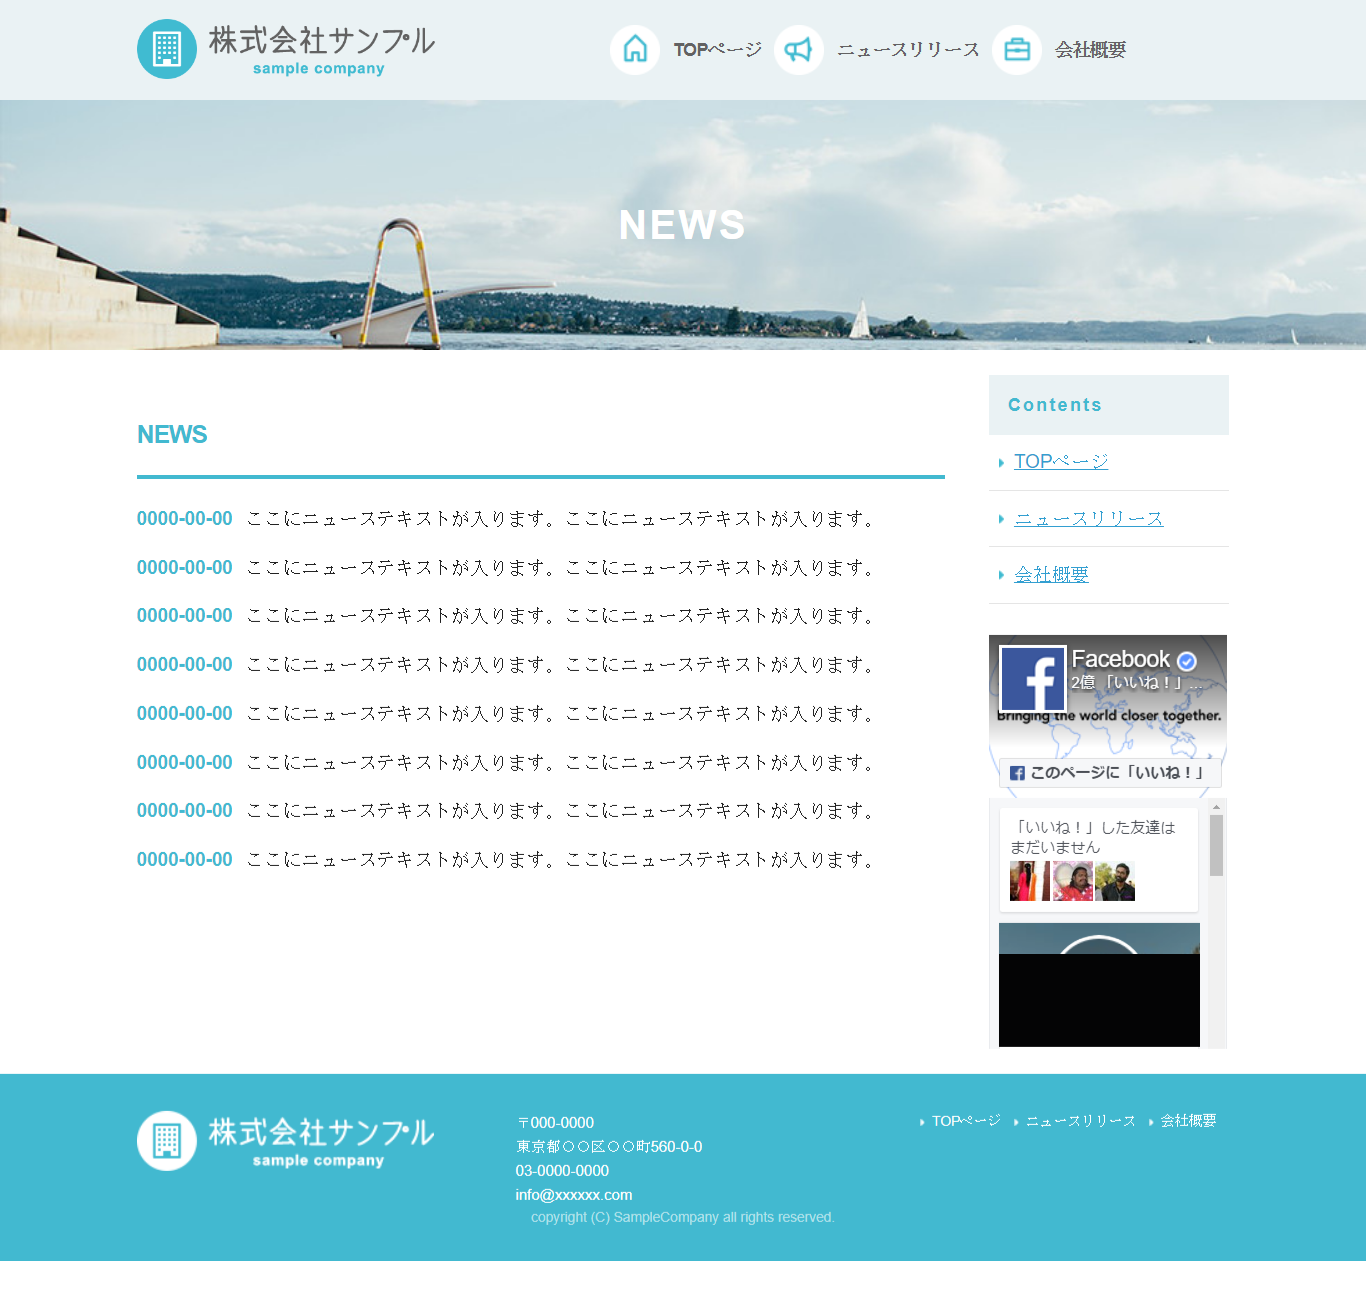 株式会社サンプル
sample company
TOPページ
ニュースリリース
会社概要
NEWS
NEWS
0000-00-00 ここにニューステキストが入ります。ここにニューステキストが入ります。
0000-00-00 ここにニューステキストが入ります。ここにニューステキストが入ります。
0000-00-00 ここにニューステキストが入ります。ここにニューステキストが入ります。
0000-00-00 ここにニューステキストが入ります。ここにニューステキストが入ります。
0000-00-00 ここにニューステキストが入ります。ここにニューステキストが入ります。
0000-00-00 ここにニューステキストが入ります。ここにニューステキストが入ります。
0000-00-00 ここにニューステキストが入ります。ここにニューステキストが入ります。
0000-00-00 ここにニューステキストが入ります。ここにニューステキストが入ります。
Contents
TOPページ
ニュースリリース
会社概要
Facebook
2億「いいね！」...
Bringing the world closer together.
このページに「いいね！」
「いいね！」した友達は
まだいません
株式会社サンプル
sample company
〒000-0000
東京都〇〇区〇〇町560-0-0
03-0000-0000
info@xxxxxx.com
copyright (C) SampleCompany all rights reserved.
TOPページ
ニュースリリース
会社概要